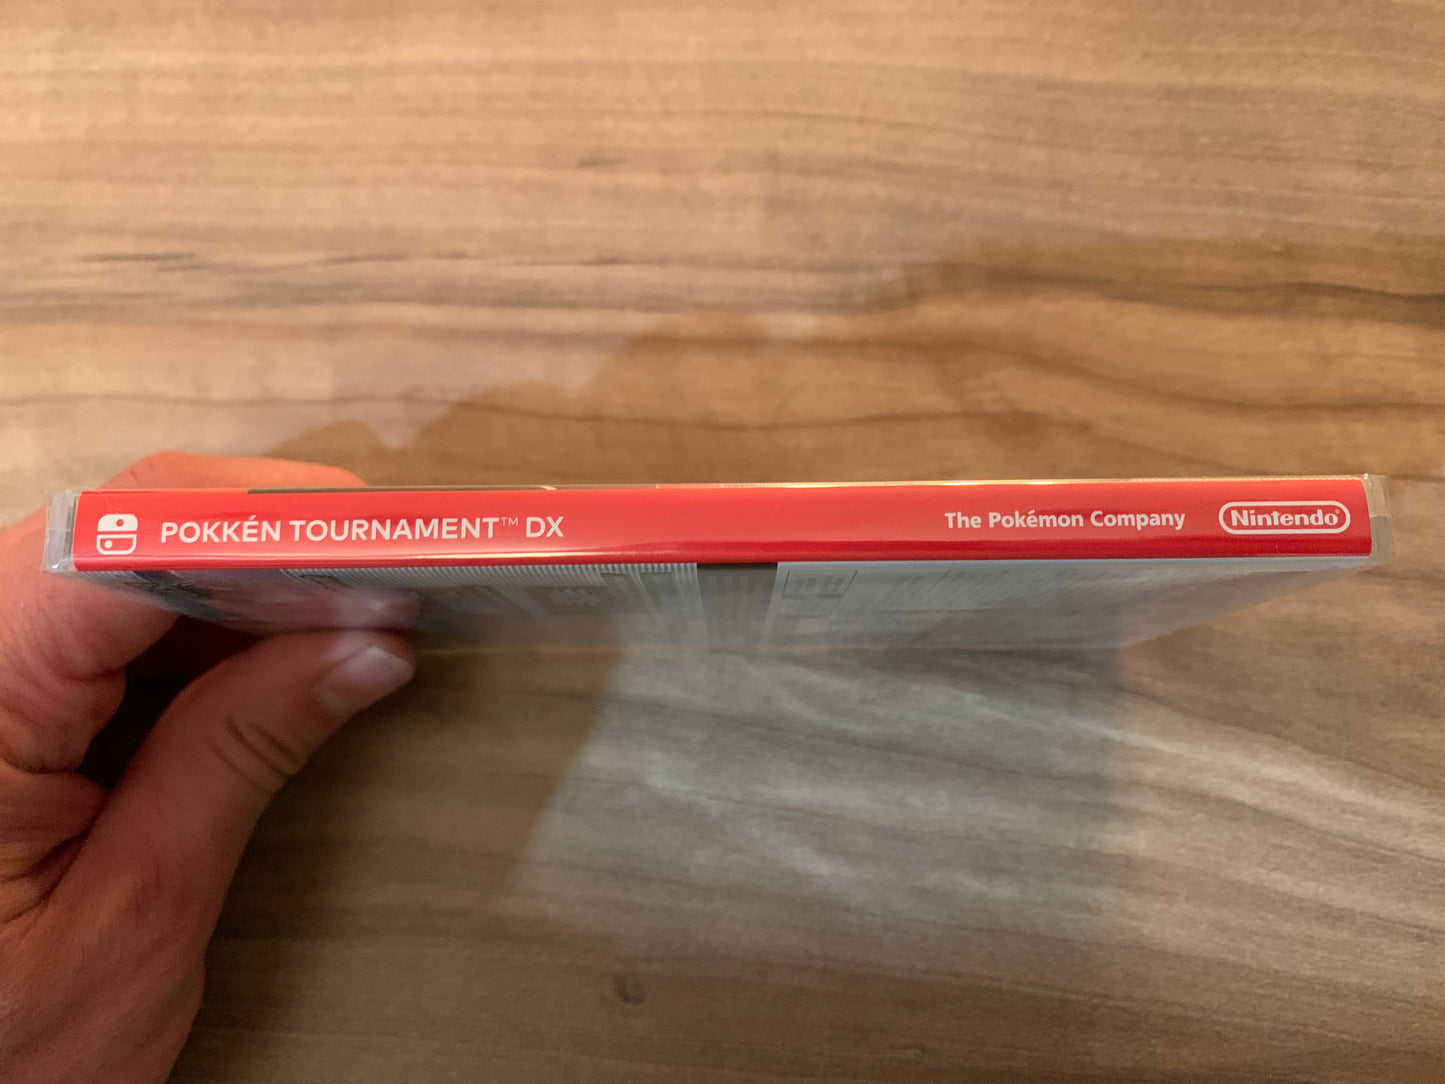 POKKÉN TOURNAMENT™ DX
The Pokémon Company
Nintendo®